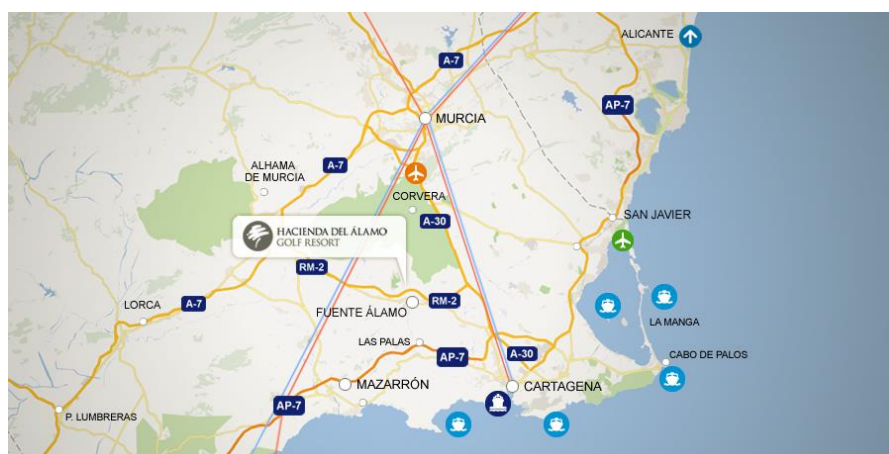 ALICANTE
A-7
AP-7
MURCIA
A-7
ALHAMA
DE MURCIA
CORVERA
A-30
SAN JAVIER
HACIENDA DEL ÁLAMO
GOLF RESORT
RM-2
LORCA
A-7
FUENTE ÁLAMO
RM-2
LA MANGA
LAS PALAS
AP-7
A-30
CABO DE PALOS
MAZARRÓN
CARTAGENA
AP-7
P. LUMBRERAS